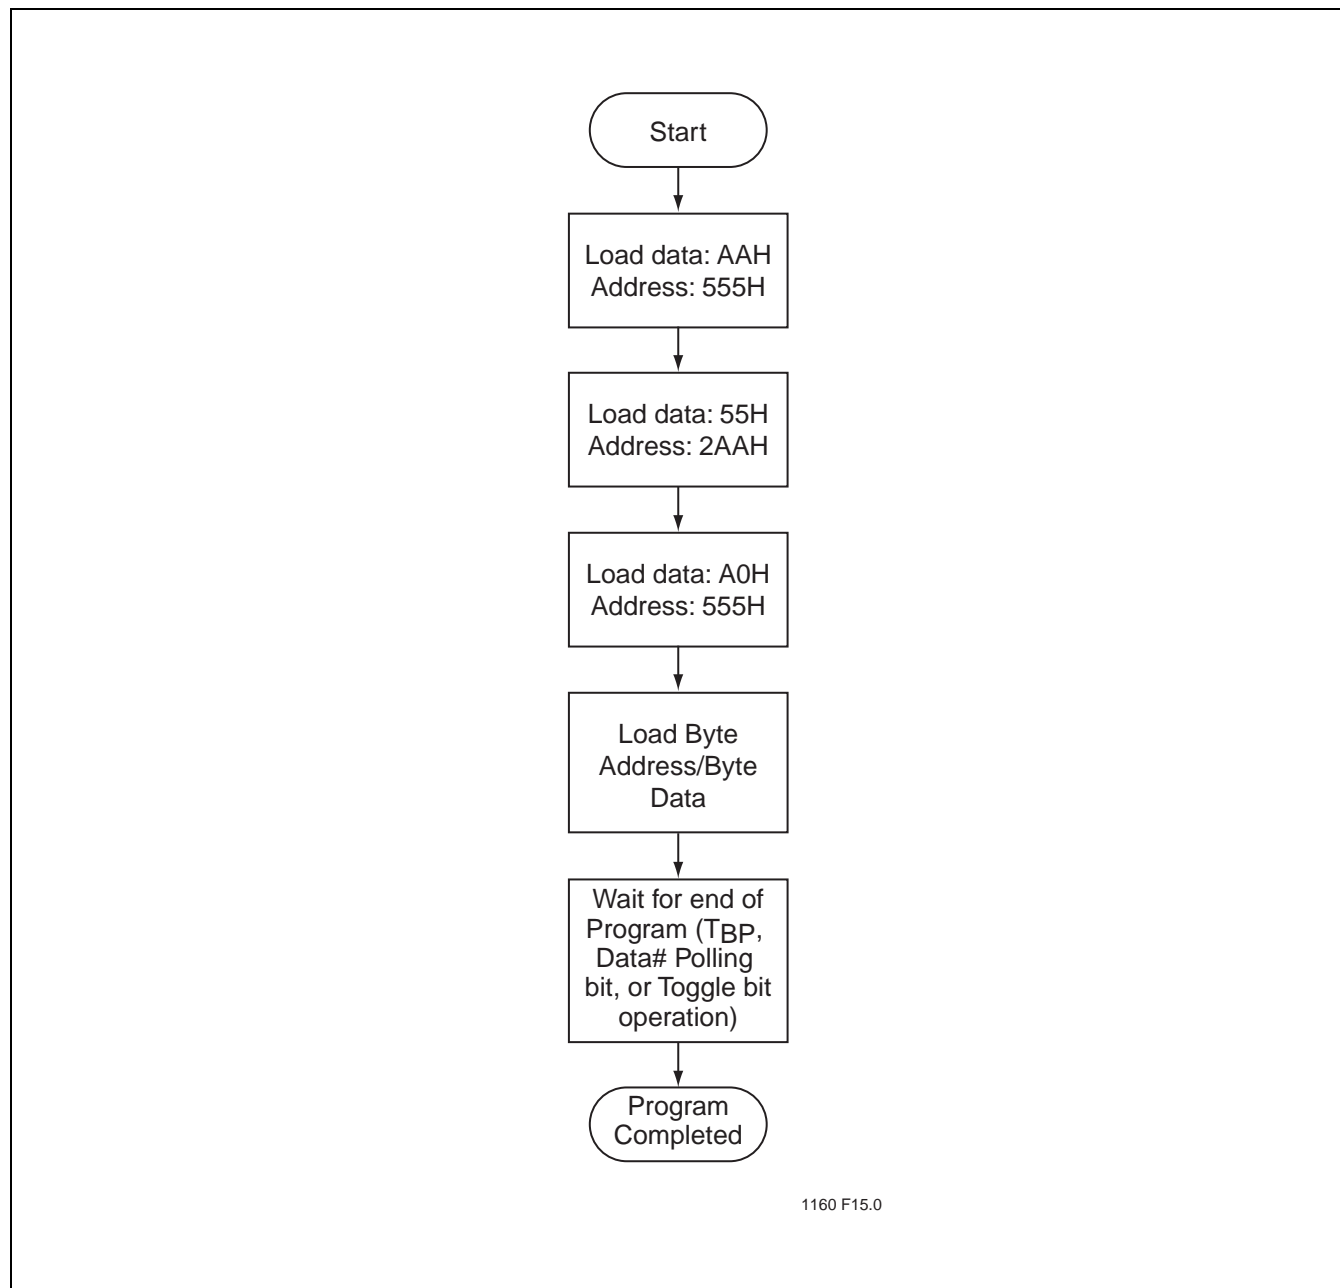 Start
Load data: AAH
Address: 555H
Load data: 55H
Address: 2AAH
Load data: A0H
Address: 555H
Load Byte
Address/Byte
Data
Wait for end of
Program (TBP,
Data# Polling
bit, or Toggle bit
operation)
Program
Completed
1160 F15.0